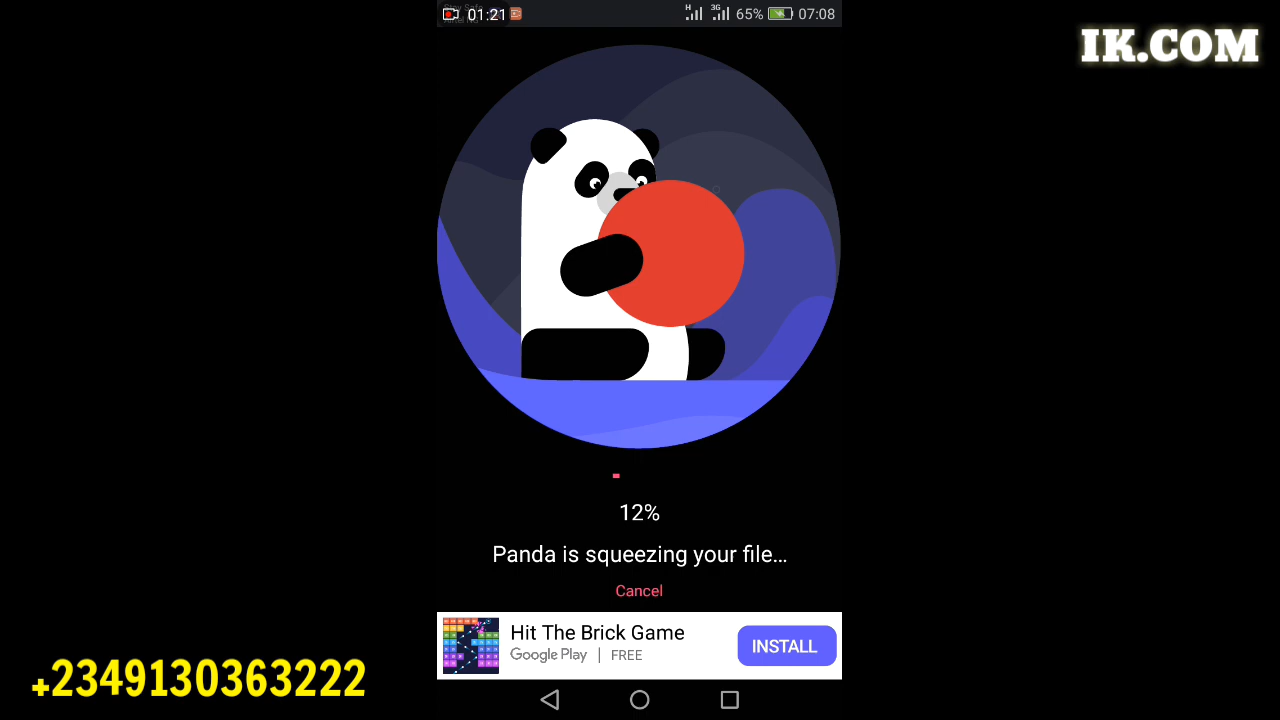 01:21
H 3G 65% 07:08
IK.COM
12%
Panda is squeezing your file...
Cancel
Hit The Brick Game
Google Play | FREE
INSTALL
+2349130363222